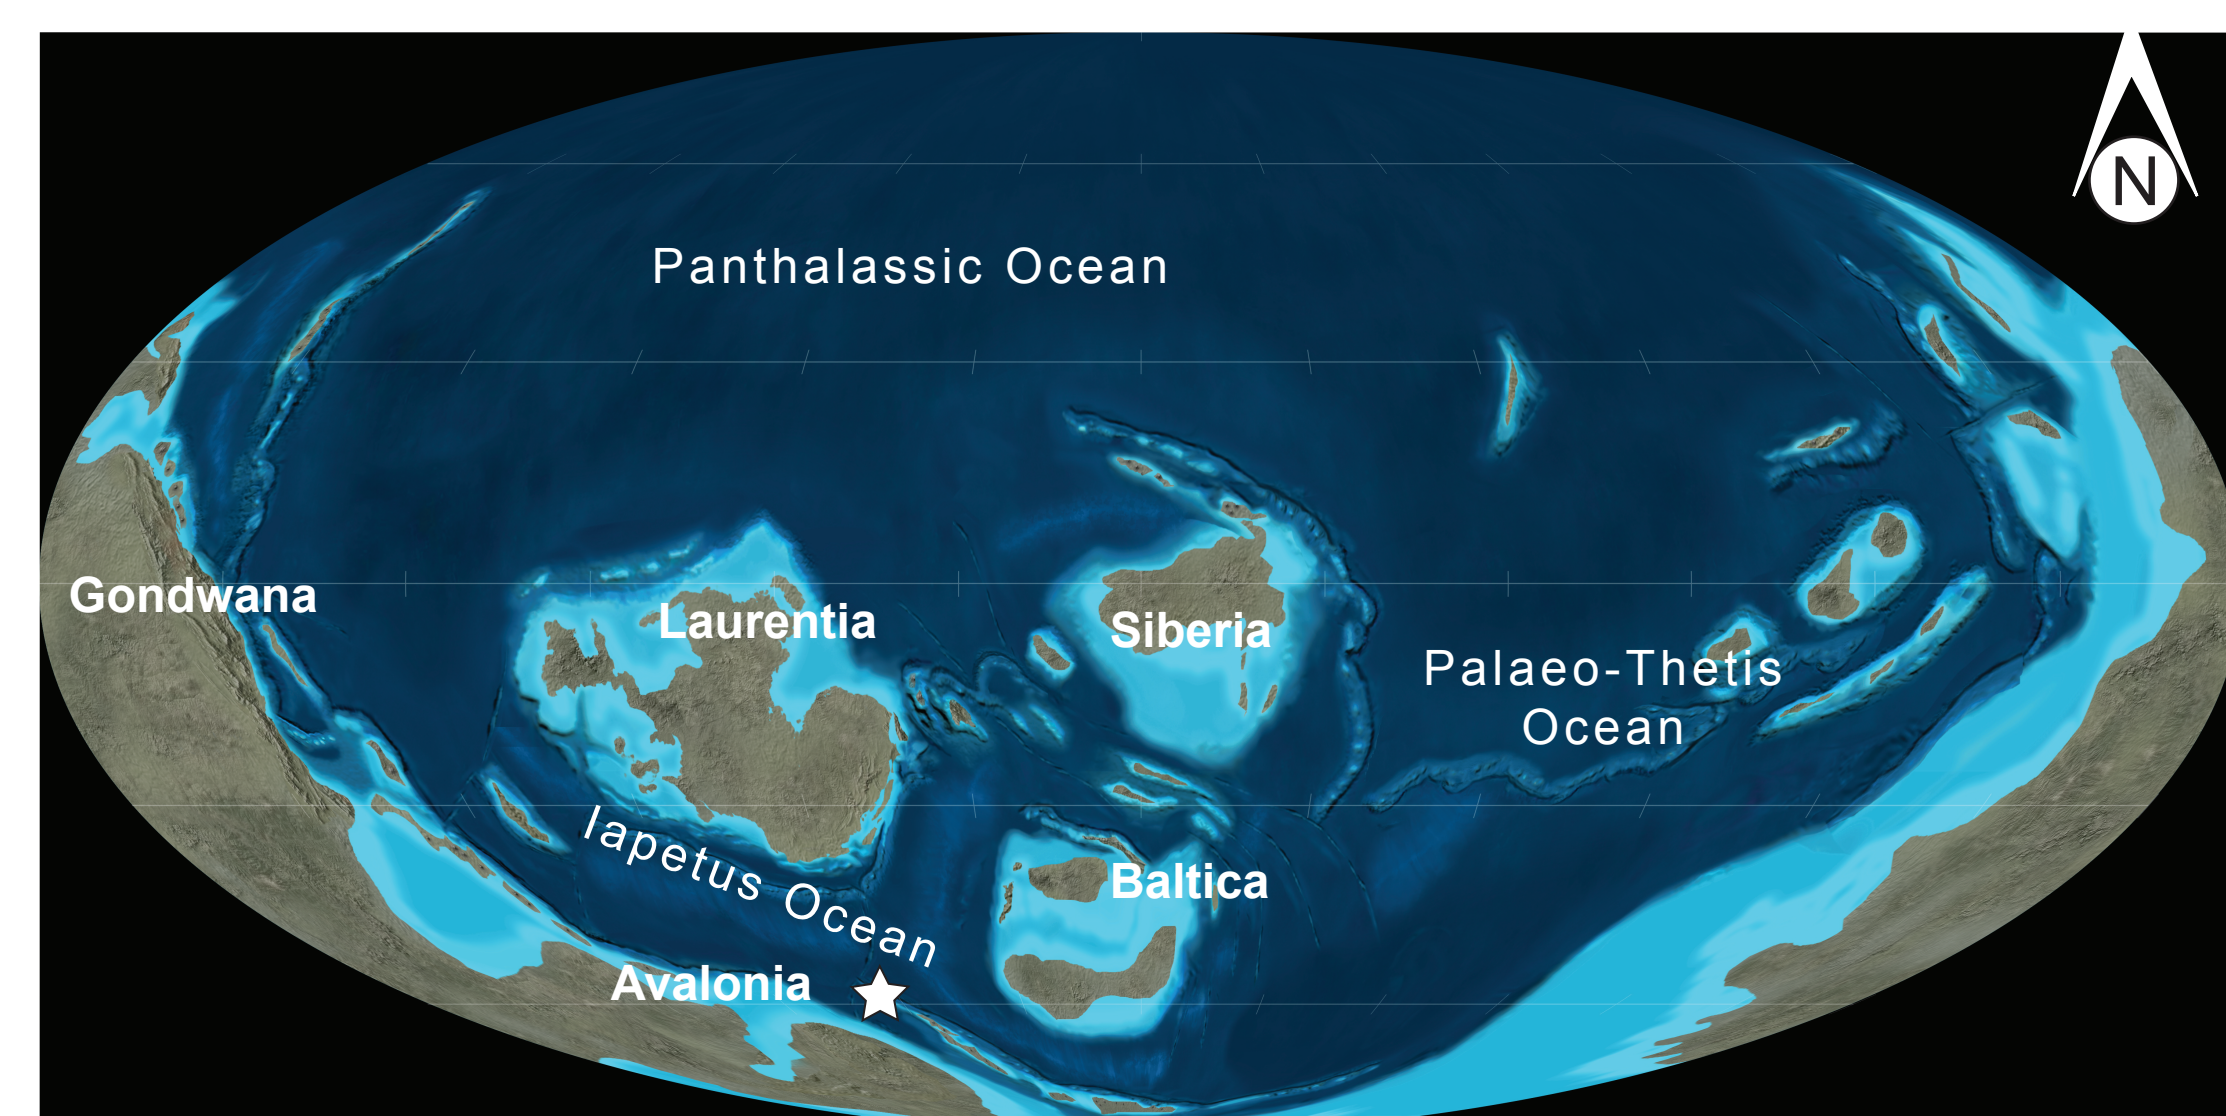 N
Panthalassic Ocean
Gondwana
Laurentia
Siberia
Palaeo-Thetis
Ocean
Iapetus Ocean
Baltica
Avalonia